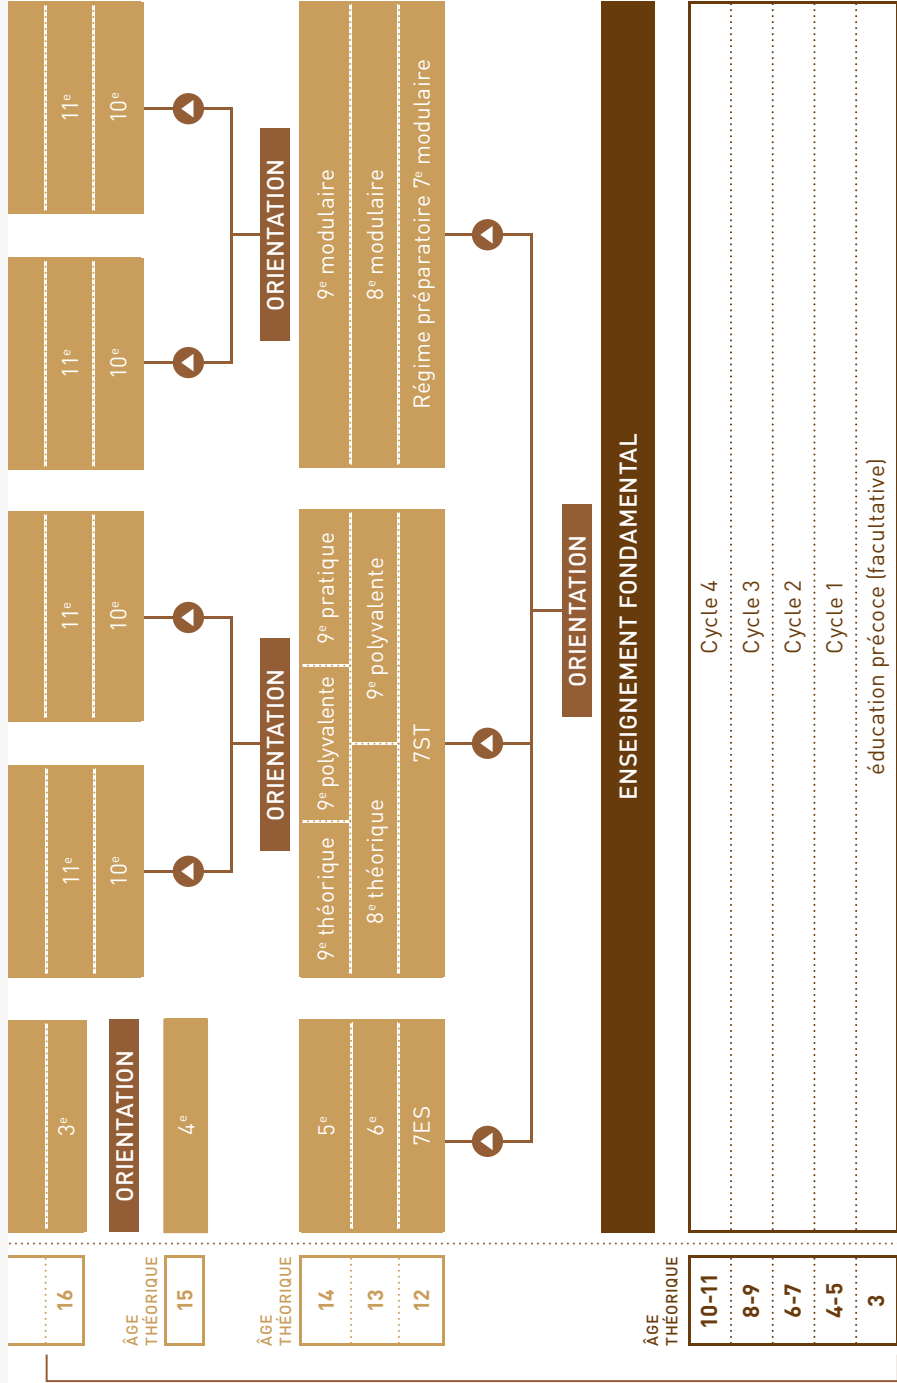 16 3e 11e 11e 11e 11e
ORIENTATION 10e 10e 10e 10e
ÂGE
THÉORIQUE
15 4e
ÂGE
THÉORIQUE
ORIENTATION ORIENTATION
14 5e 9e théorique 9e polyvalente 9e pratique 9e modulaire
13 6e 8e théorique 9e polyvalente 8e modulaire
12 7ES 7ST Régime préparatoire 7e modulaire
ORIENTATION
ENSEIGNEMENT FONDAMENTAL
ÂGE
THÉORIQUE
10-11 Cycle 4
8-9 Cycle 3
6-7 Cycle 2
4-5 Cycle 1
3 éducation précoce (facultative)